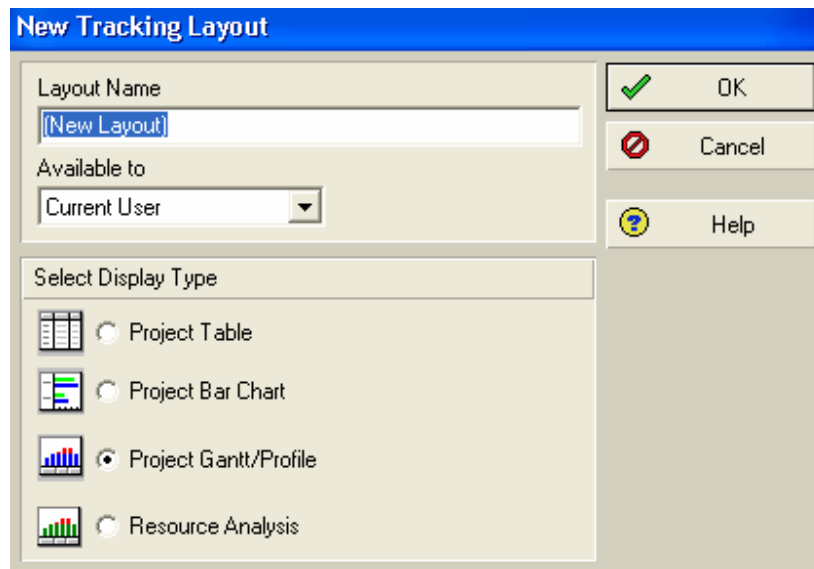 New Tracking Layout
Layout Name
(New Layout)
Available to
Current User
OK
Cancel
Help
Select Display Type
Project Table
Project Bar Chart
Project Gantt/Profile
Resource Analysis